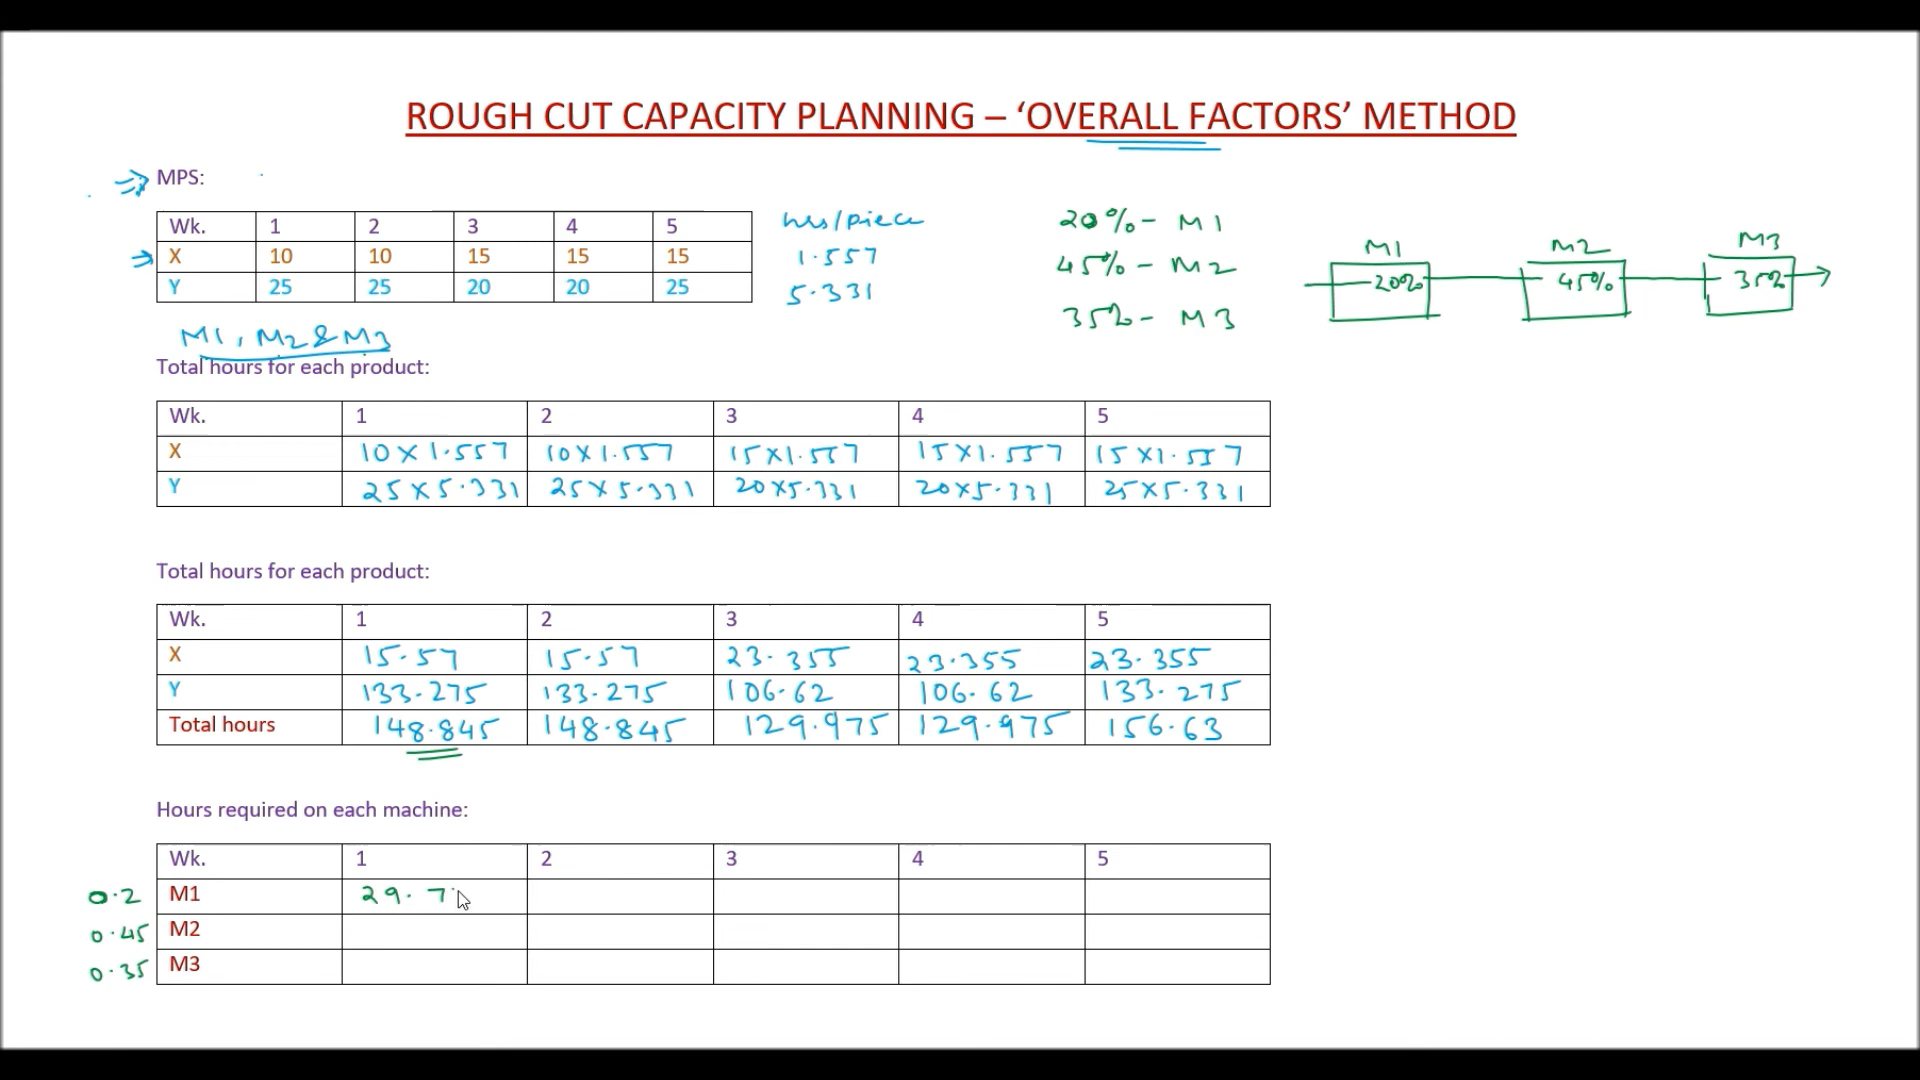 ROUGH CUT CAPACITY PLANNING – ‘OVERALL FACTORS’ METHOD
MPS:
Wk. 1 2 3 4 5 hrs/piece
X 10 10 15 15 15 1.557
Y 25 25 20 20 25 5.331
20% - M1
45% - M2
35% - M3
M1 M2 M3
20% 45% 35%
M1, M2 & M3
Total hours for each product:
Wk. 1 2 3 4 5
X 10 X 1.557 10 X 1.557 15 X 1.557 15 X 1.557 15 X 1.557
Y 25 X 5.331 25 X 5.331 20 X 5.331 20 X 5.331 25 X 5.331
Total hours for each product:
Wk. 1 2 3 4 5
X 15.57 15.57 23.355 23.355 23.355
Y 133.275 133.275 106.62 106.62 133.275
Total hours 148.845 148.845 129.975 129.975 156.63
Hours required on each machine:
Wk. 1 2 3 4 5
0.2 M1 29.7
0.45 M2
0.35 M3